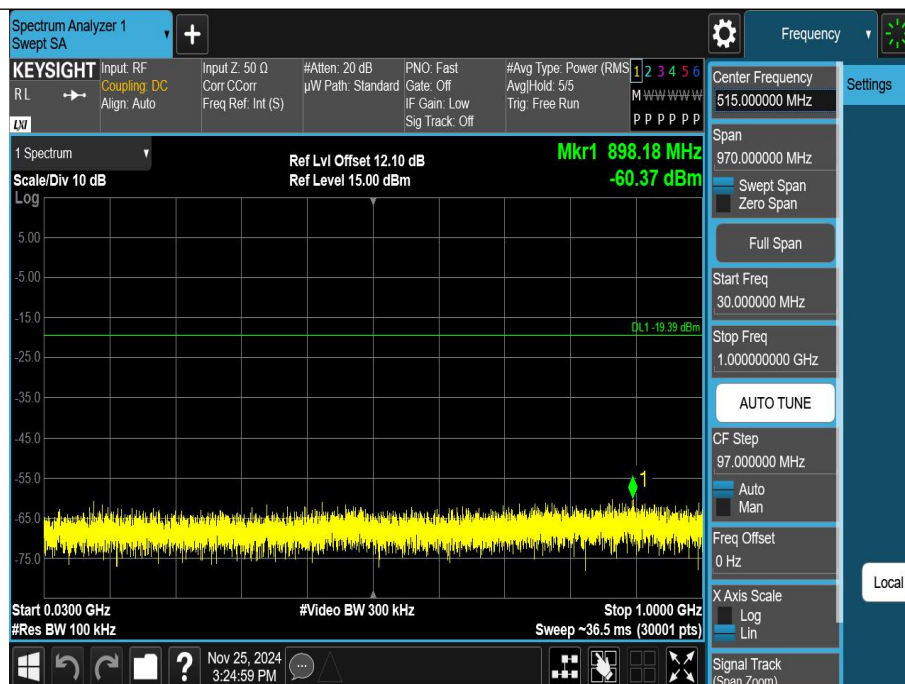 Spectrum Analyzer 1
Swept SA
+
Frequency
KEYSIGHT
RL
LXI
Input: RF
Coupling: DC
Align: Auto
Input Z: 50 Ω
Corr CCorr
Freq Ref: Int (S)
#Atten: 20 dB
µW Path: Standard
PNO: Fast
Gate: Off
IF Gain: Low
Sig Track: Off
#Avg Type: Power (RMS
Avg|Hold: 5/5
Trig: Free Run
1 2 3 4 5 6
M W W W W W
P P P P P P
1 Spectrum
Scale/Div 10 dB
Log
Ref Lvl Offset 12.10 dB
Ref Level 15.00 dBm
Mkr1 898.18 MHz
-60.37 dBm
5.00
-5.00
-15.0
DL1 -19.39 dBm
-25.0
-35.0
-45.0
-55.0
1
-65.0
-75.0
Start 0.0300 GHz
#Res BW 100 kHz
#Video BW 300 kHz
Stop 1.0000 GHz
Sweep ~36.5 ms (30001 pts)
Center Frequency
515.000000 MHz
Settings
Span
970.000000 MHz
Swept Span
Zero Span
Full Span
Start Freq
30.000000 MHz
Stop Freq
1.000000000 GHz
AUTO TUNE
CF Step
97.000000 MHz
Auto
Man
Freq Offset
0 Hz
Local
X Axis Scale
Log
Lin
Signal Track
(Span Zoom)
?
Nov 25, 2024
3:24:59 PM